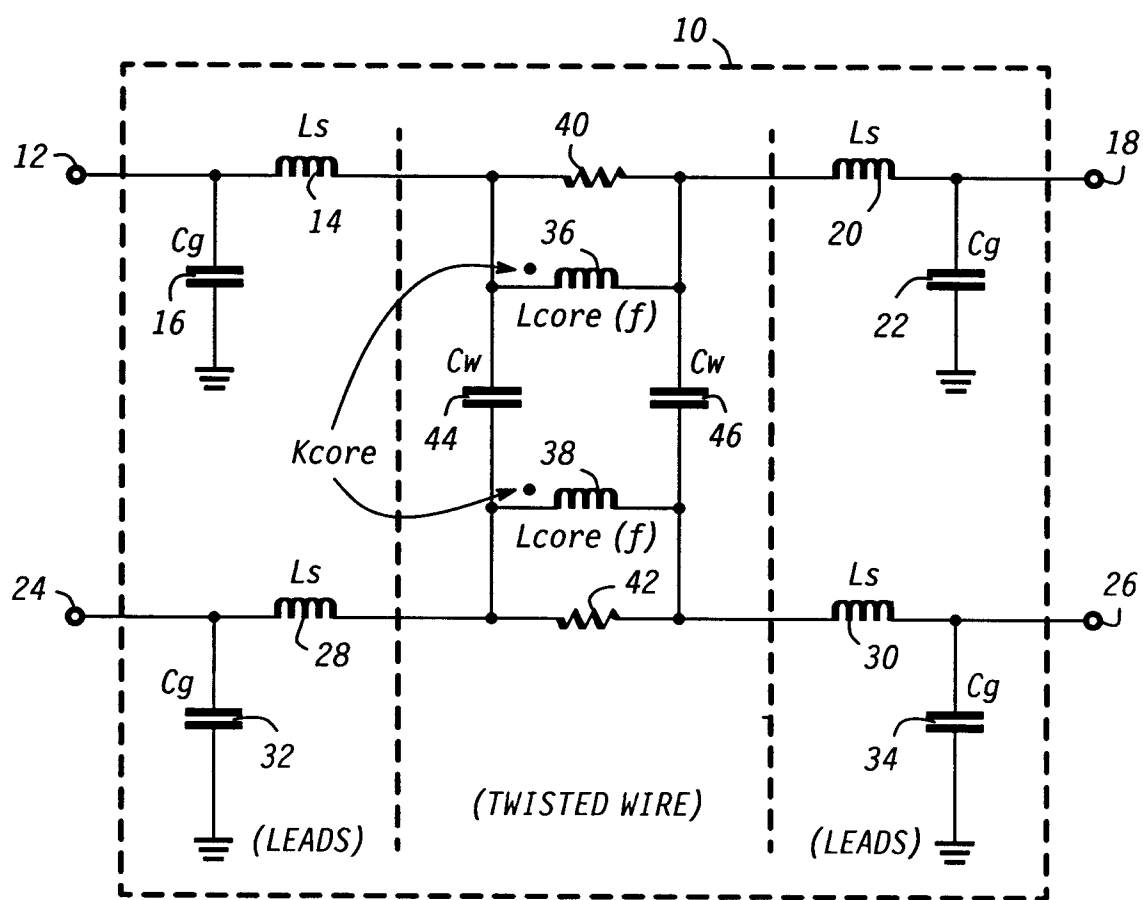 10
12
Ls
40
Ls
18
14
20
Cg
36
Cg
16
Lcore (f)
22
Cw
Cw
44
46
Kcore
38
Lcore (f)
24
Ls
42
Ls
26
28
30
Cg
Cg
32
34
(TWISTED WIRE)
(LEADS)
(LEADS)